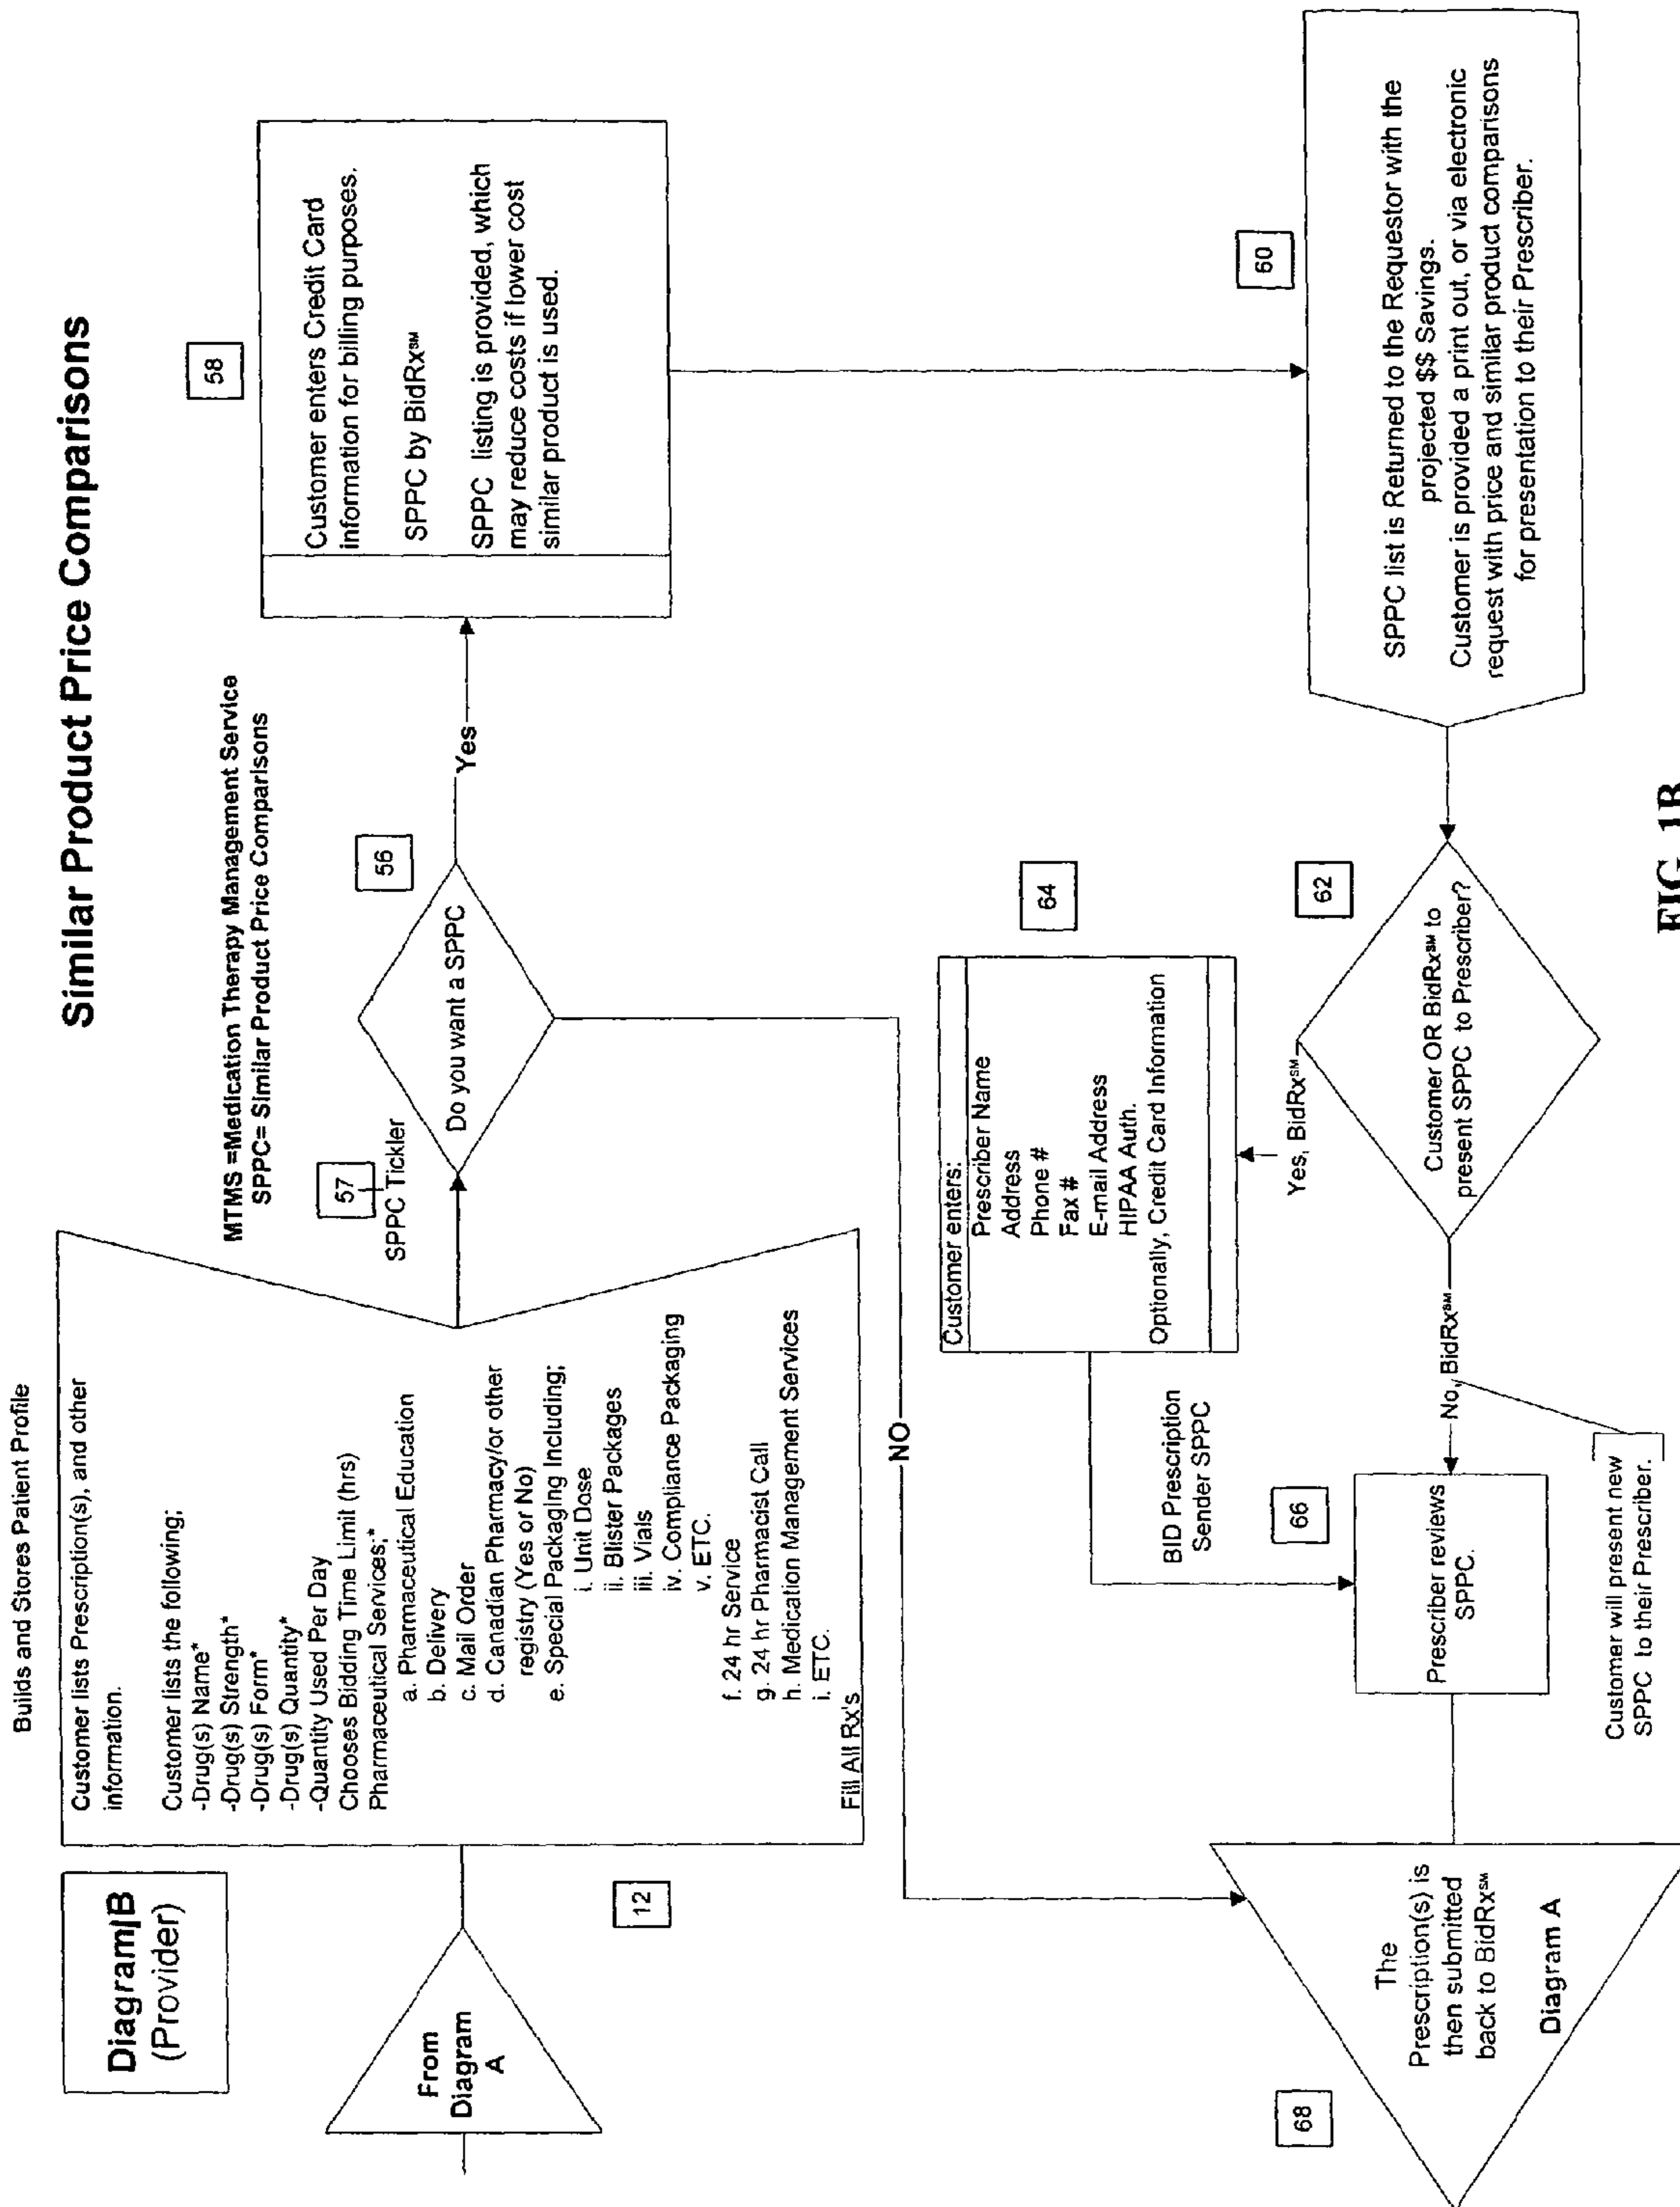 Similar Product Price Comparisons
Builds and Stores Patient Profile
Diagram|B
(Provider)
From
Diagram
A
12
Customer lists Prescription(s), and other
information.
Customer lists the following;
-Drug(s) Name*
-Drug(s) Strength*
-Drug(s) Form*
-Drug(s) Quantity*
-Quantity Used Per Day
Chooses Bidding Time Limit (hrs)
Pharmaceutical Services;*
a. Pharmaceutical Education
b. Delivery
c. Mail Order
d. Canadian Pharmacy/or other
registry (Yes or No)
e. Special Packaging Including;
i. Unit Dose
ii. Blister Packages
iii. Vials
iv. Compliance Packaging
v. ETC.
f. 24 hr Service
g. 24 hr Pharmacist Call
h. Medication Management Services
i. ETC.
Fill All Rx's
MTMS =Medication Therapy Management Service
SPPC= Similar Product Price Comparisons
57
SPPC Tickler
56
Do you want a SPPC
Yes
NO
58
Customer enters Credit Card
information for billing purposes.
SPPC by BidRx℠
SPPC listing is provided, which
may reduce costs if lower cost
similar product is used.
60
SPPC list is Returned to the Requestor with the
projected $$ Savings.
Customer is provided a print out, or via electronic
request with price and similar product comparisons
for presentation to their Prescriber.
62
Customer OR BidRx℠ to
present SPPC to Prescriber?
Yes, BidRx℠
64
Customer enters:
Prescriber Name
Address
Phone #
Fax #
E-mail Address
HIPAA Auth.
Optionally, Credit Card Information
BID Prescription
Sender SPPC
No, BidRx℠
Customer will present new
SPPC to their Prescriber.
66
Prescriber reviews
SPPC.
68
The
Prescription(s) is
then submitted
back to BidRx℠
Diagram A
FIG. 1B